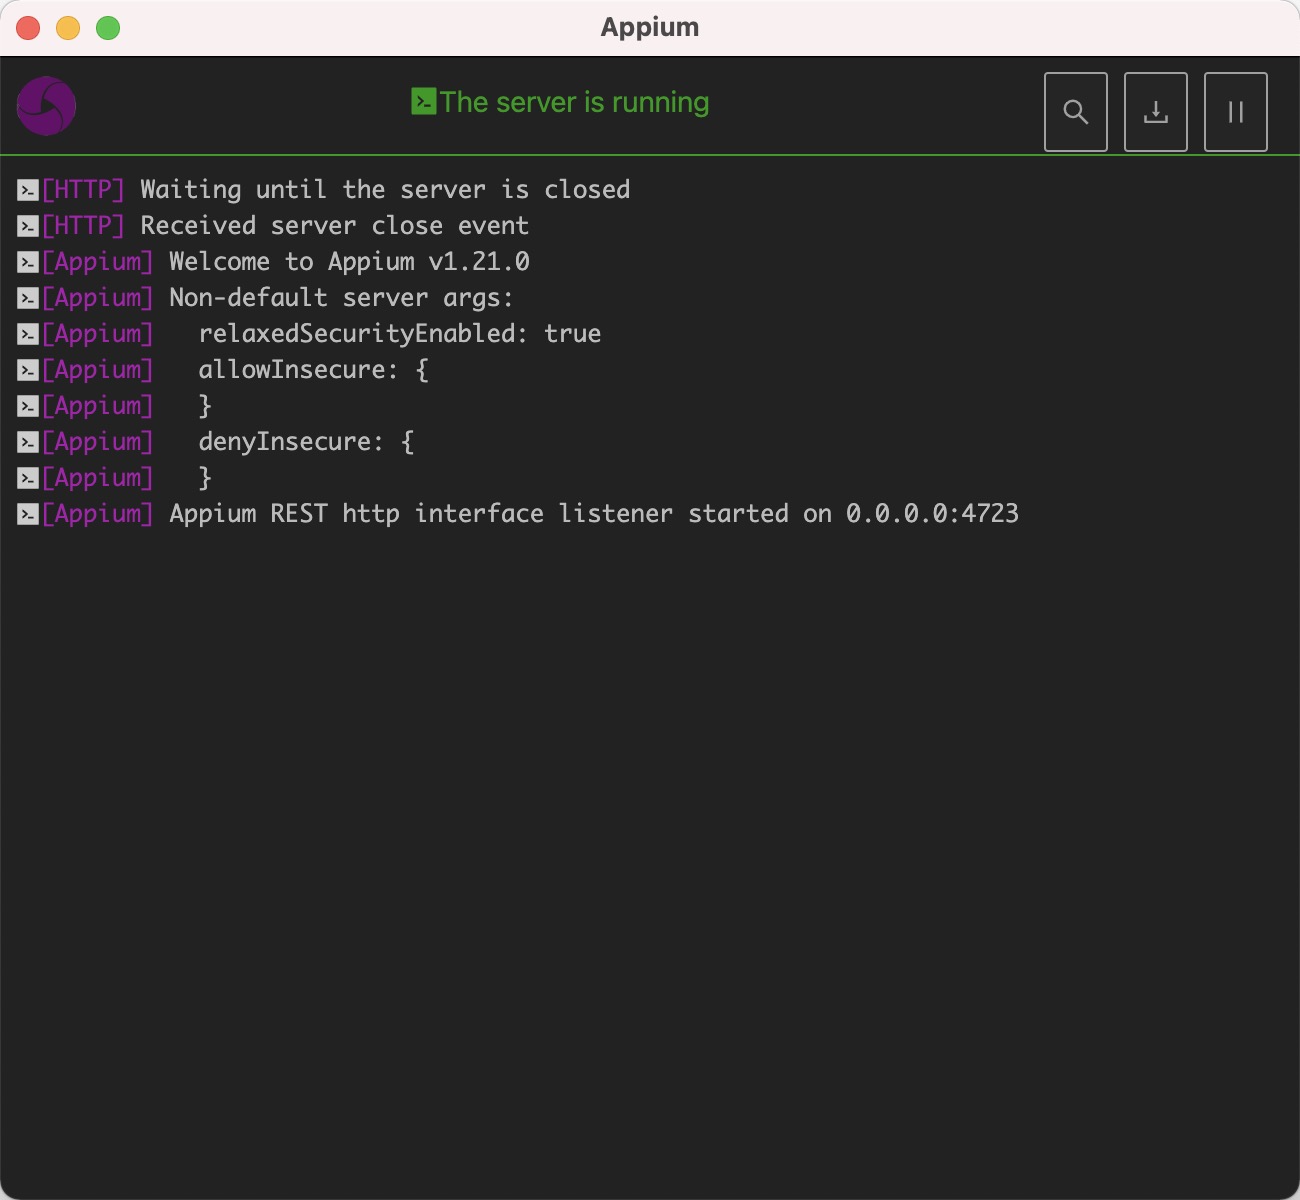 Appium
The server is running
[HTTP] Waiting until the server is closed
[HTTP] Received server close event
[Appium] Welcome to Appium v1.21.0
[Appium] Non-default server args:
[Appium]   relaxedSecurityEnabled: true
[Appium]   allowInsecure: {
[Appium]   }
[Appium]   denyInsecure: {
[Appium]   }
[Appium] Appium REST http interface listener started on 0.0.0.0:4723